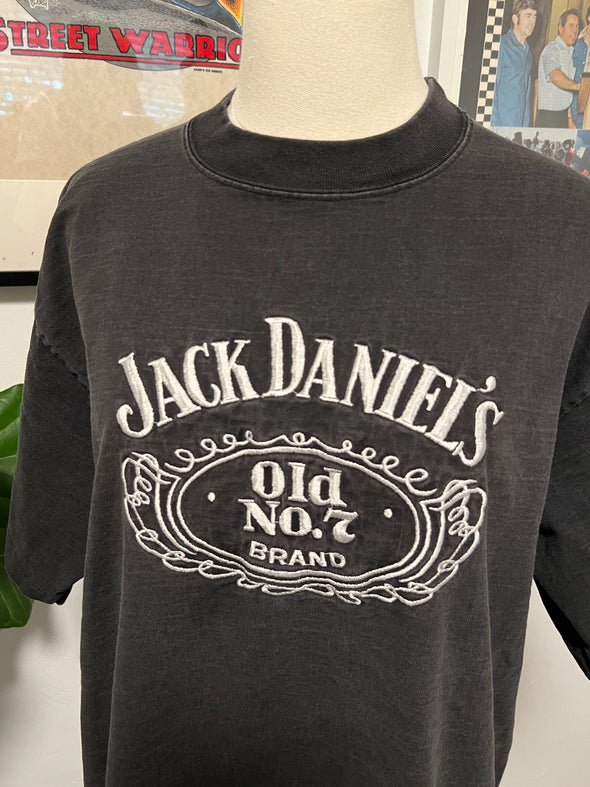 STREET WARRIO
JACK DANIEL'S
Old
No.7
BRAND